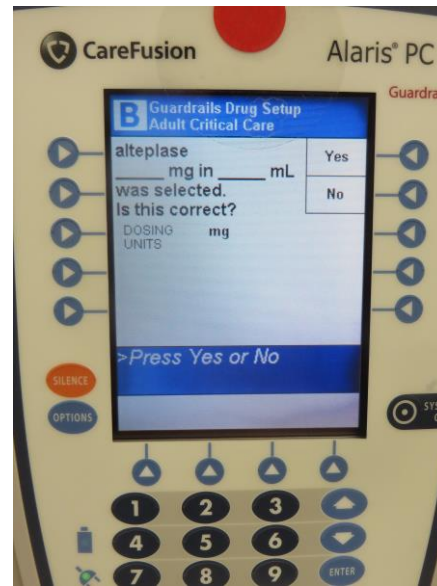 CareFusion
Alaris® PC
Guardra
B Guardrails Drug Setup
Adult Critical Care
alteplase
_____ mg in _____ mL
was selected.
Is this correct?
Yes
No
DOSING UNITS mg
>Press Yes or No
SILENCE
OPTIONS
SYS
1 2 3
4 5 6
7 8 9 ENTER